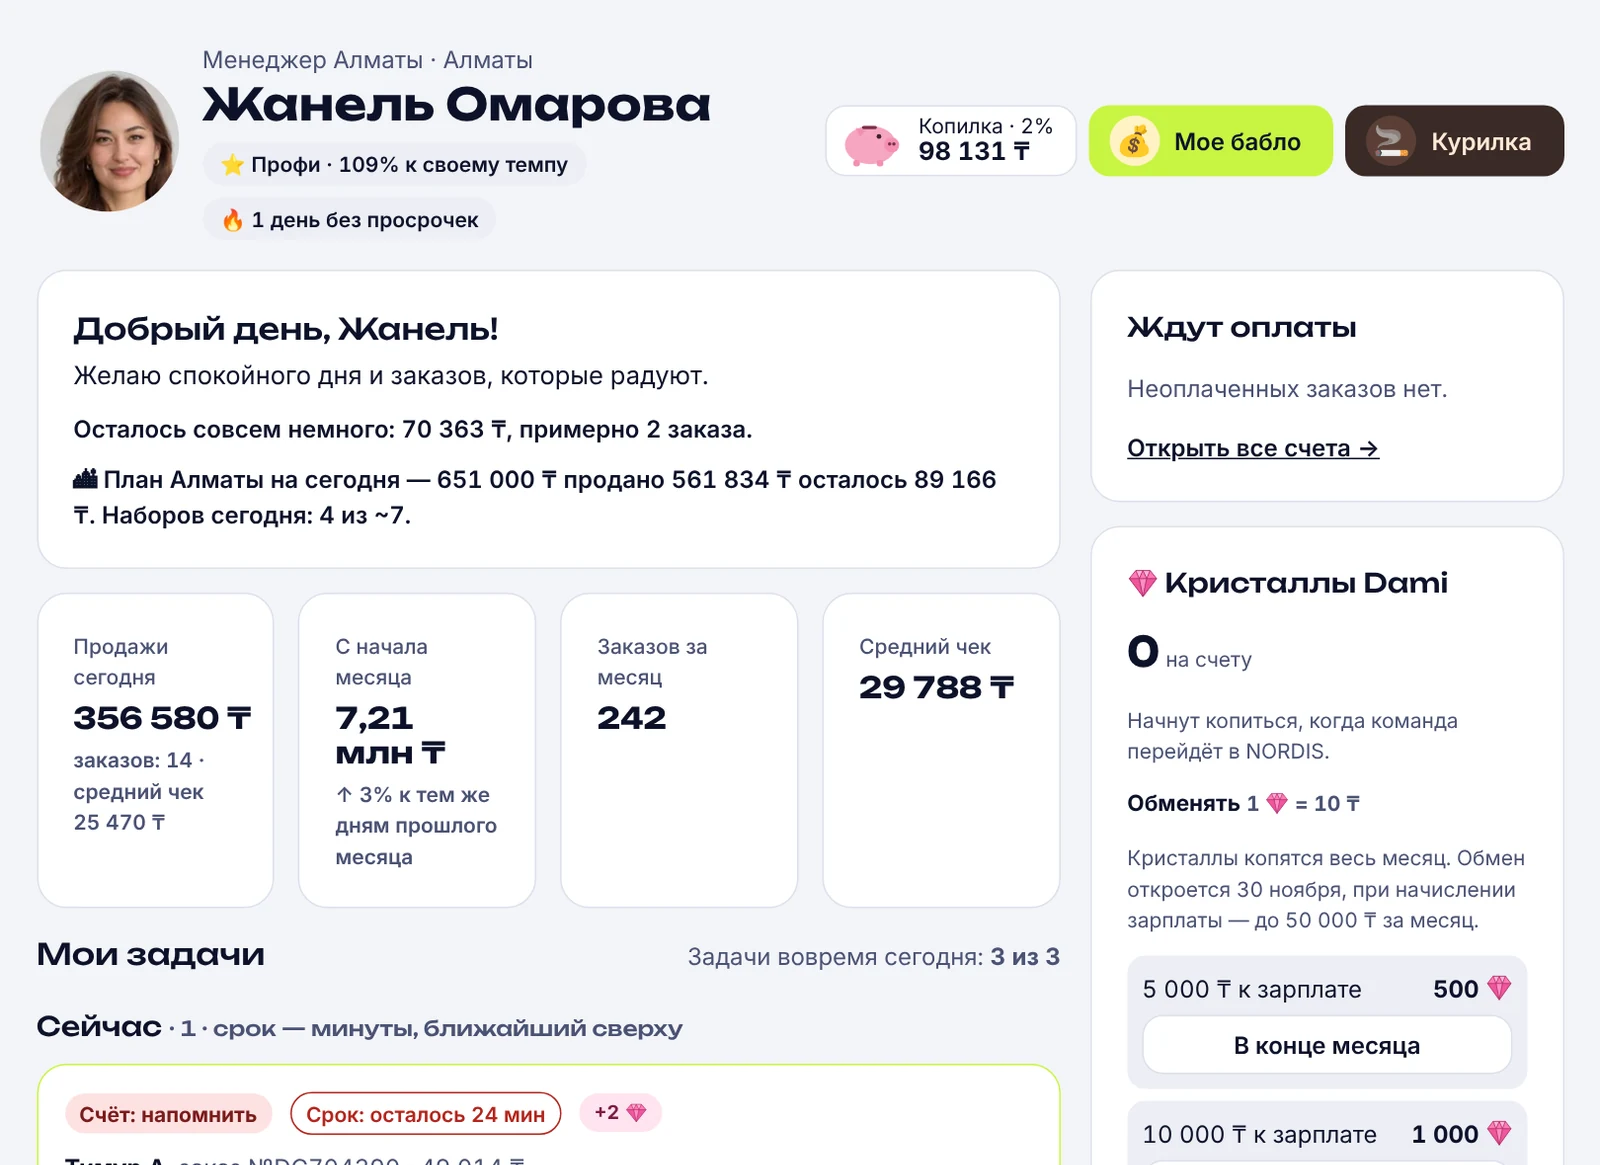 Менеджер Алматы · Алматы
Жанель Омарова
⭐ Профи · 109% к своему темпу
🔥 1 день без просрочек
Копилка · 2%
98 131 ₸
Мое бабло
Курилка
Добрый день, Жанель!
Желаю спокойного дня и заказов, которые радуют.
Осталось совсем немного: 70 363 ₸, примерно 2 заказа.
🏙 План Алматы на сегодня — 651 000 ₸ продано 561 834 ₸ осталось 89 166
₸. Наборов сегодня: 4 из ~7.
Продажи
сегодня
356 580 ₸
заказов: 14 ·
средний чек
25 470 ₸
С начала
месяца
7,21
млн ₸
↑ 3% к тем же
дням прошлого
месяца
Заказов за
месяц
242
Средний чек
29 788 ₸
Мои задачи
Задачи вовремя сегодня: 3 из 3
Сейчас · 1 · срок — минуты, ближайший сверху
Счёт: напомнить
Срок: осталось 24 мин
+2 💎
Ждут оплаты
Неоплаченных заказов нет.
Открыть все счета →
💎 Кристаллы Dami
0 на счету
Начнут копиться, когда команда
перейдёт в NORDIS.
Обменять 1 💎 = 10 ₸
Кристаллы копятся весь месяц. Обмен
откроется 30 ноября, при начислении
зарплаты — до 50 000 ₸ за месяц.
5 000 ₸ к зарплате 500 💎
В конце месяца
10 000 ₸ к зарплате 1 000 💎